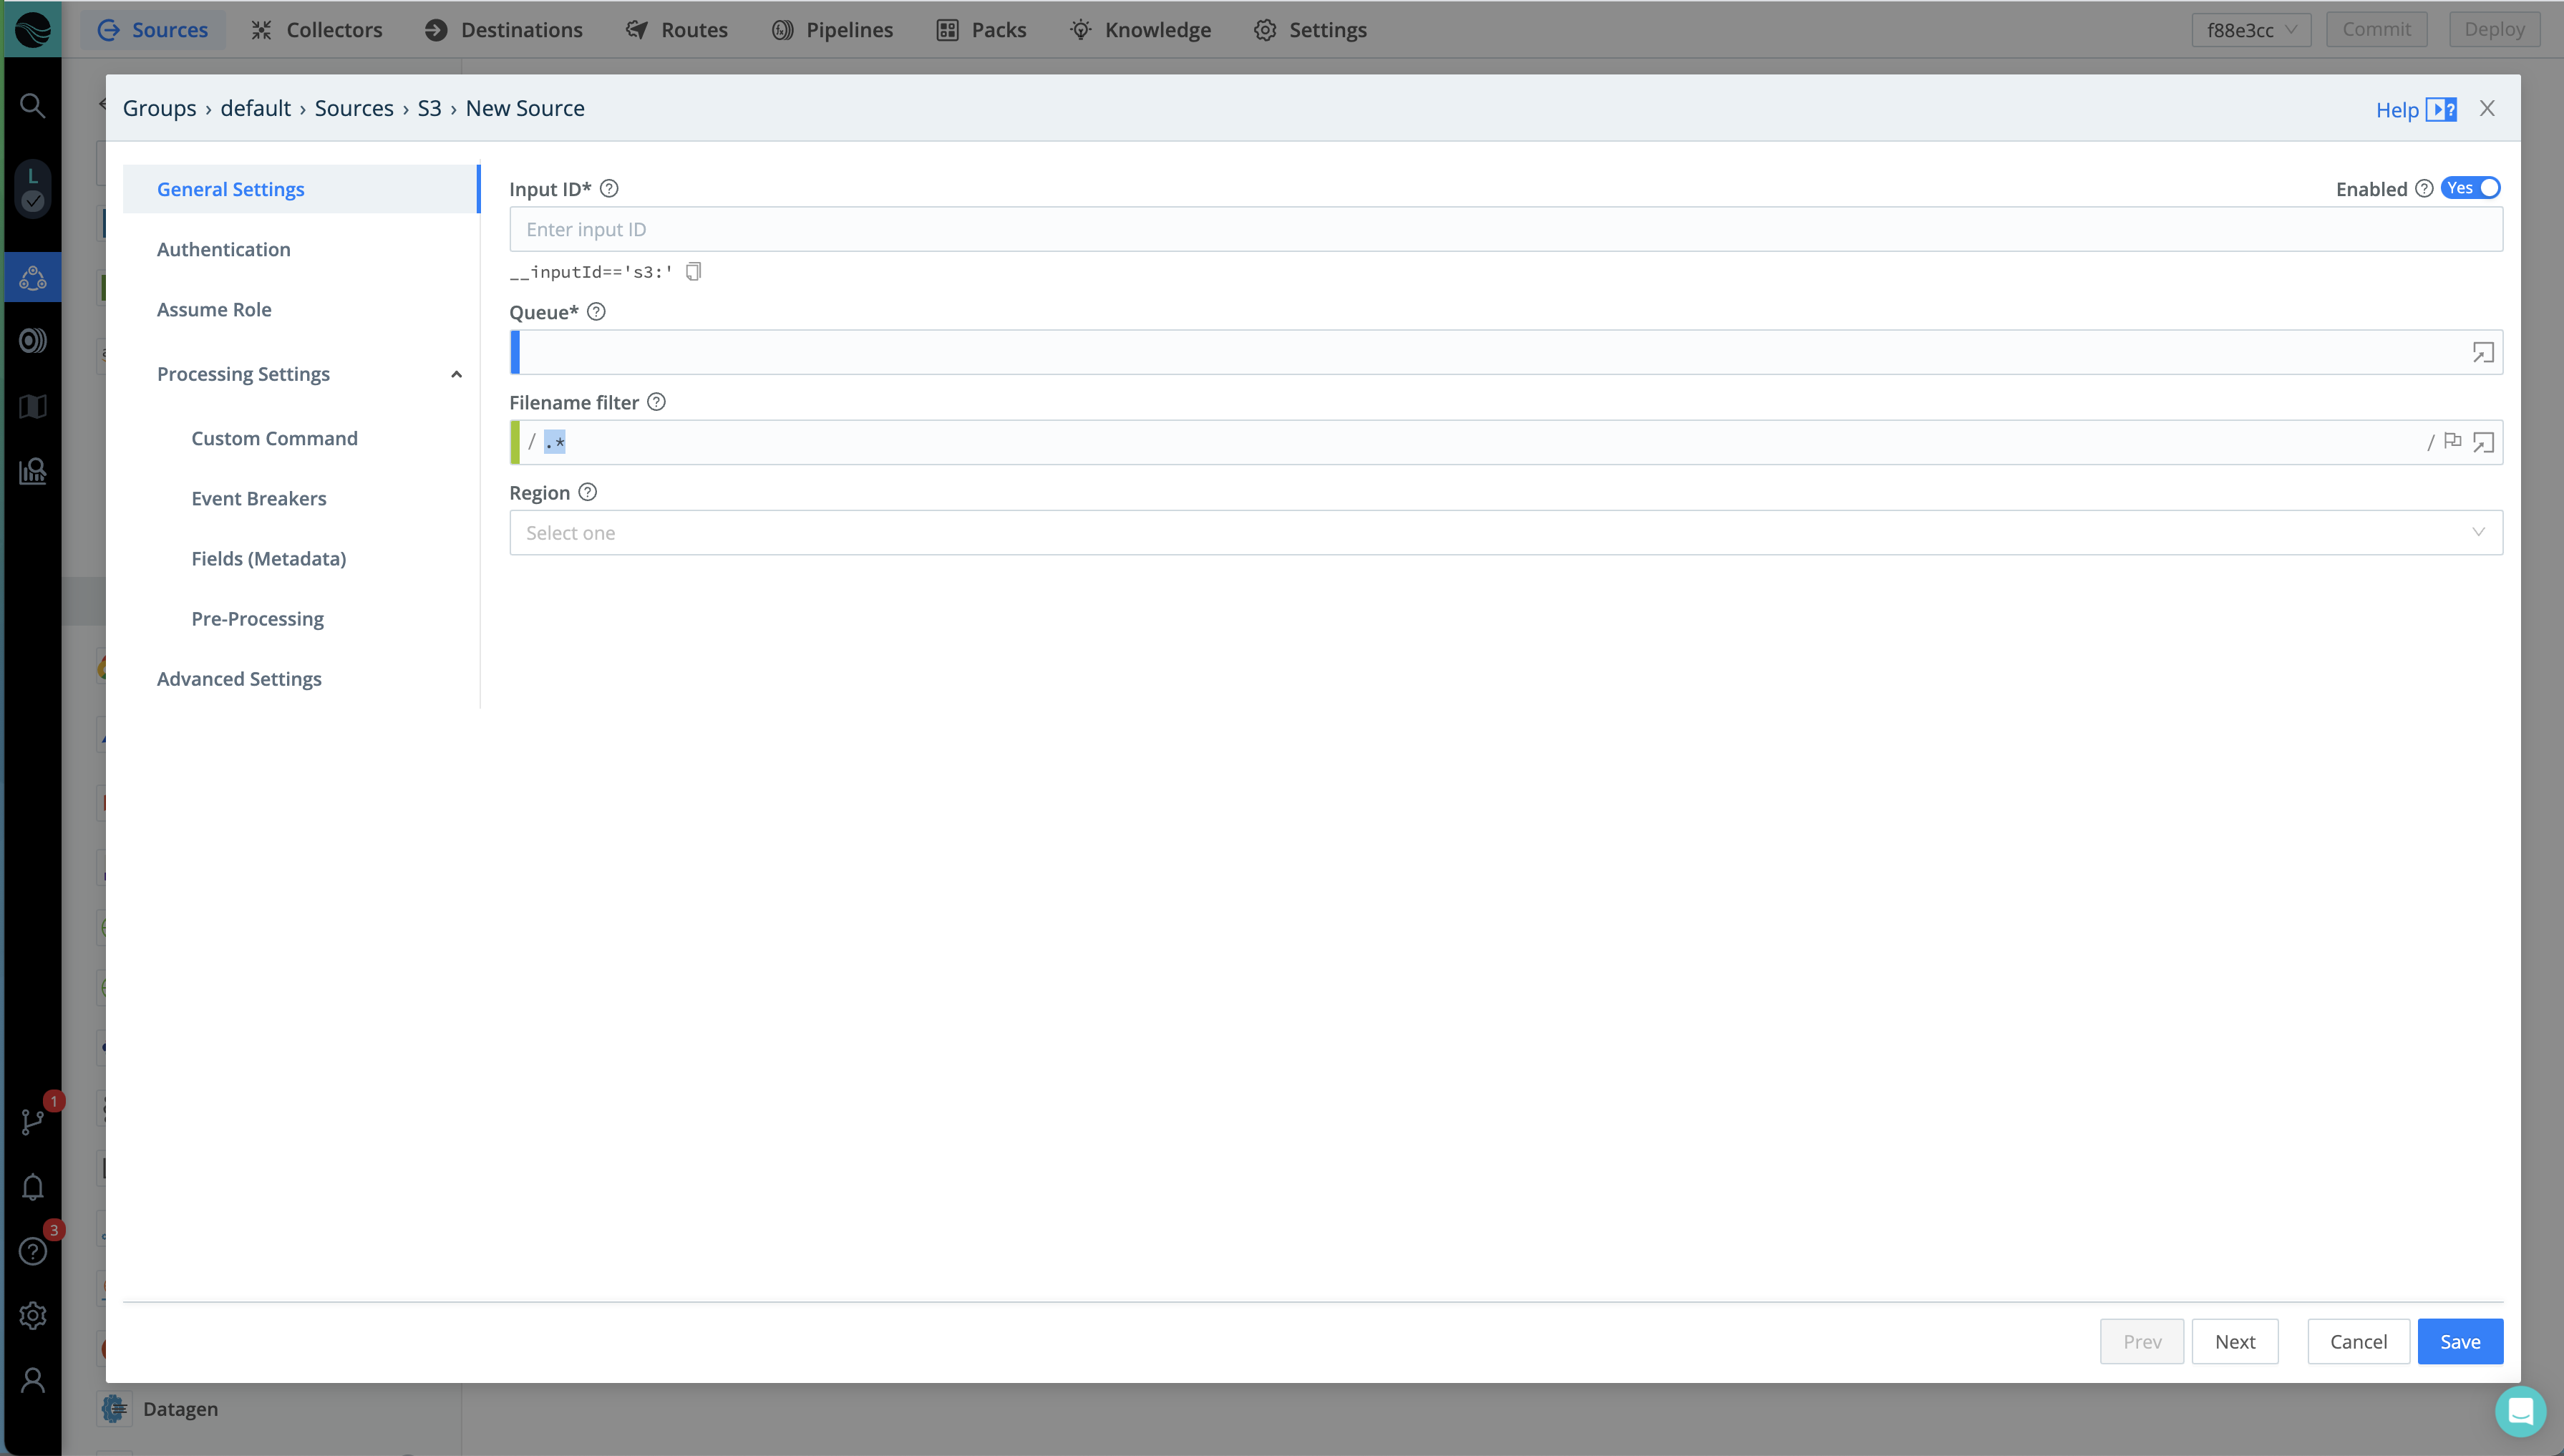 Sources Collectors Destinations Routes Pipelines Packs Knowledge Settings f88e3cc Commit Deploy
Groups › default › Sources › S3 › New Source Help
L
General Settings
Authentication
Assume Role
Processing Settings
Custom Command
Event Breakers
Fields (Metadata)
Pre-Processing
Advanced Settings
Input ID* Enabled Yes
Enter input ID
__inputId=='s3:'
Queue*
Filename filter
/ .* /
Region
Select one
1
3
Prev Next Cancel Save
Datagen